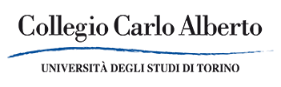 Collegio Carlo Alberto
UNIVERSITÀ DEGLI STUDI DI TORINO